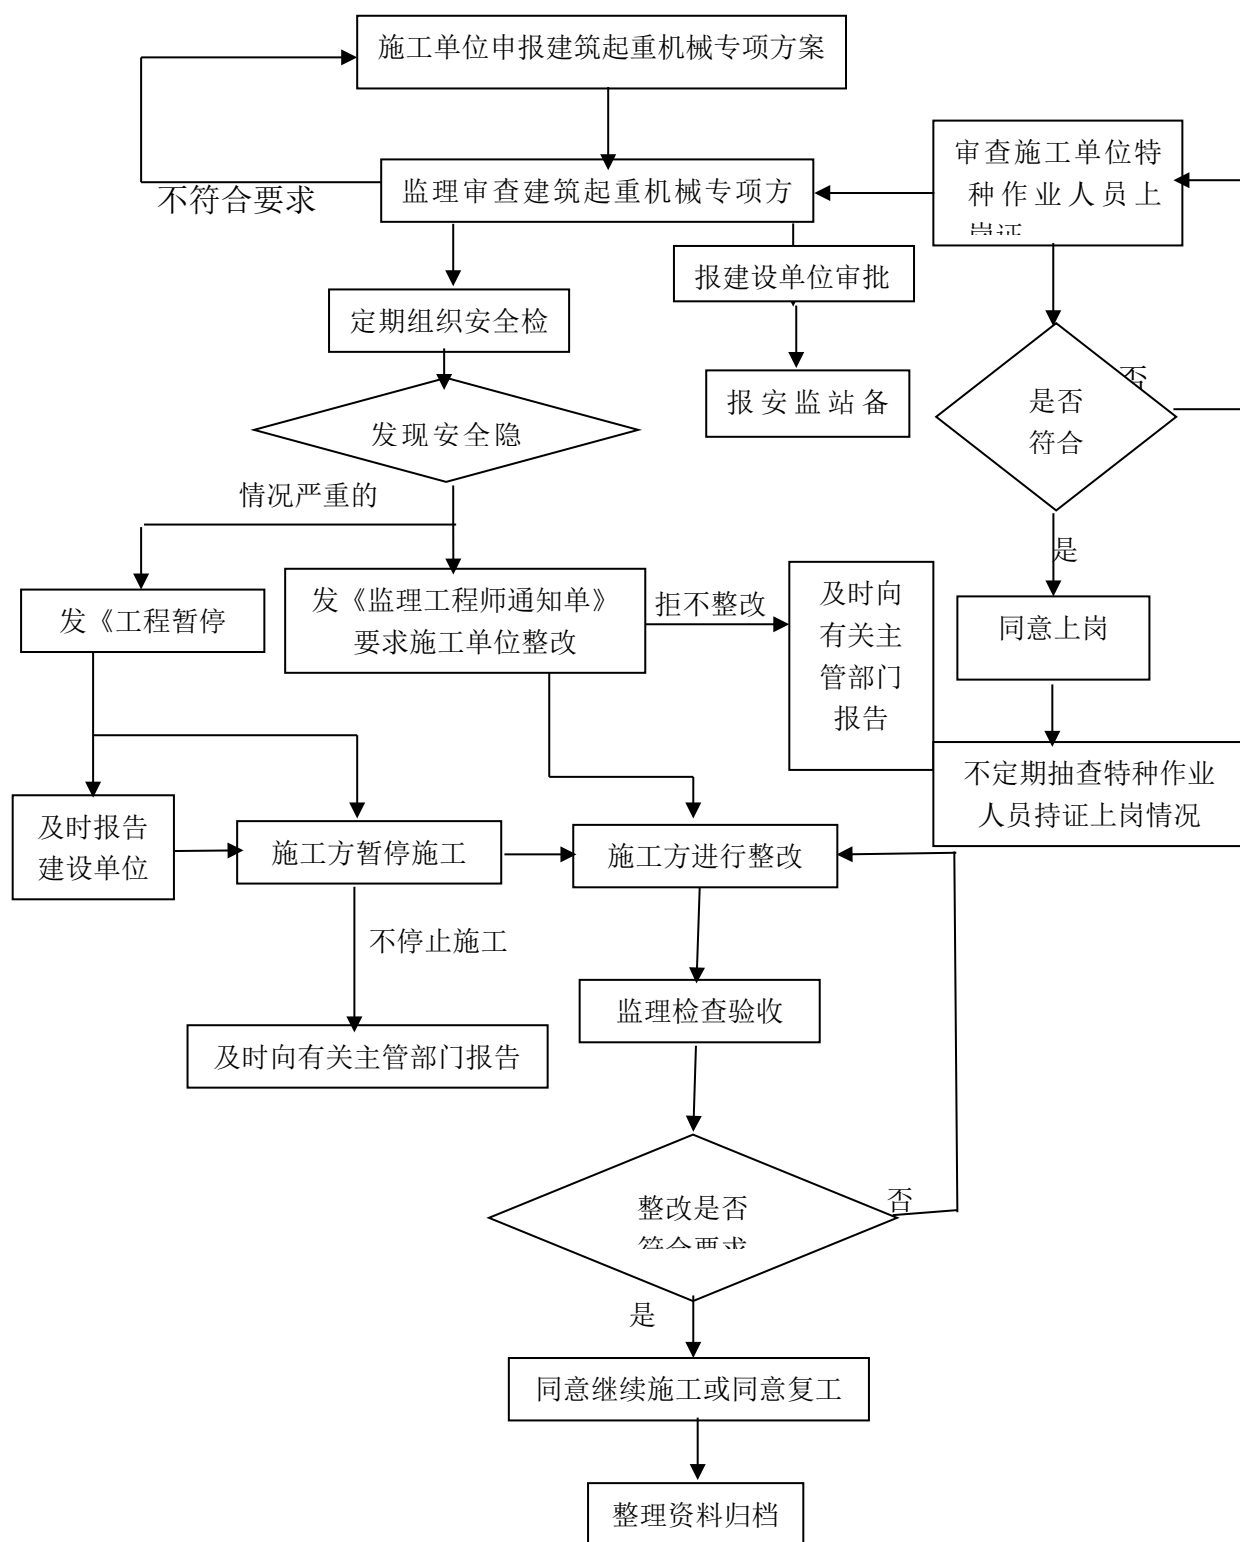 施工单位申报建筑起重机械专项方案
审查施工单位特
种作业人员上
岗证
不符合要求
监理审查建筑起重机械专项方
报建设单位审批
定期组织安全检
报安监站备
否
是否
符合
发现安全隐
情况严重的
是
发《工程暂停
发《监理工程师通知单》
要求施工单位整改
拒不整改
及时向
有关主
管部门
报告
同意上岗
不定期抽查特种作业
人员持证上岗情况
及时报告
建设单位
施工方暂停施工
施工方进行整改
不停止施工
监理检查验收
及时向有关主管部门报告
整改是否
符合要求
否
是
同意继续施工或同意复工
整理资料归档